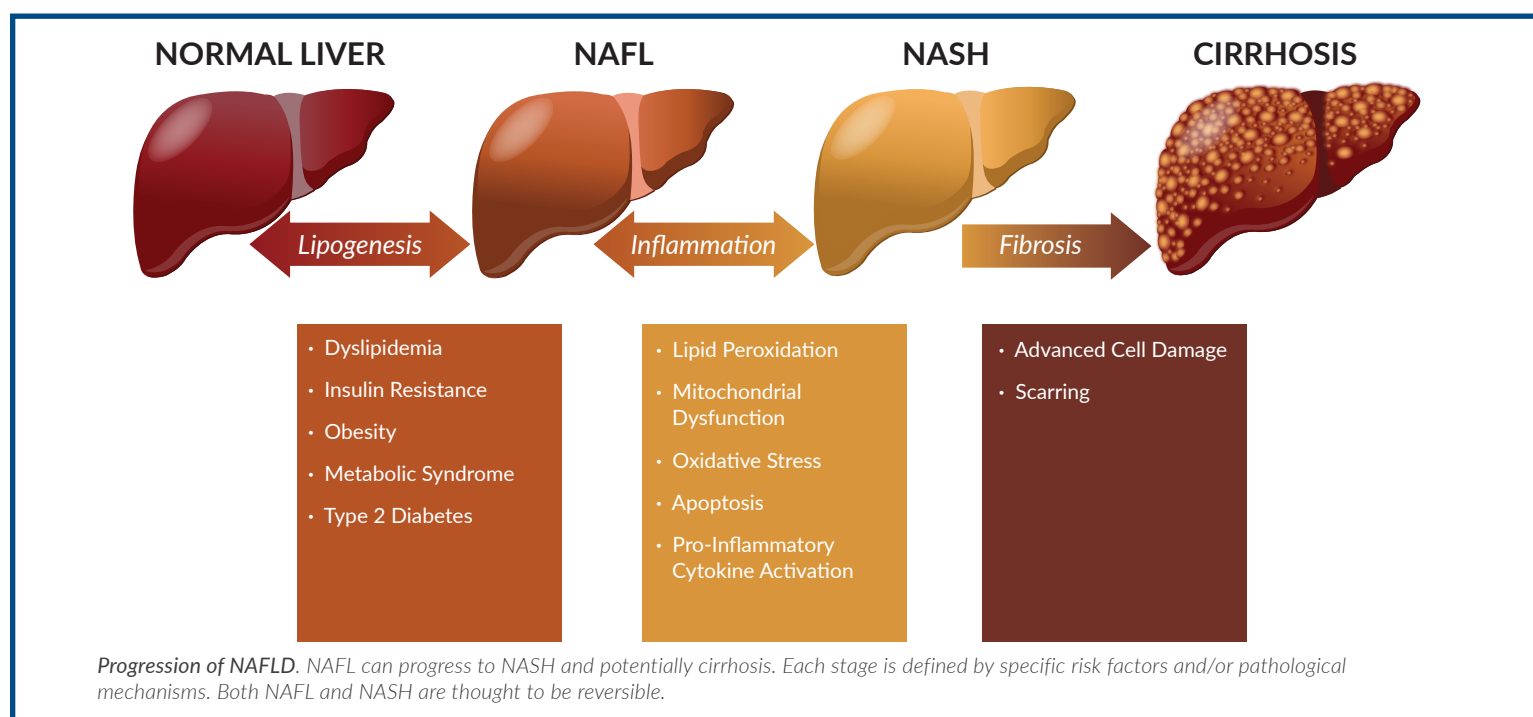 NORMAL LIVER
NAFL
NASH
CIRRHOSIS
Lipogenesis
Inflammation
Fibrosis
• Dyslipidemia
• Insulin Resistance
• Obesity
• Metabolic Syndrome
• Type 2 Diabetes
• Lipid Peroxidation
• Mitochondrial
Dysfunction
• Oxidative Stress
• Apoptosis
• Pro-Inflammatory
Cytokine Activation
• Advanced Cell Damage
• Scarring
Progression of NAFLD. NAFL can progress to NASH and potentially cirrhosis. Each stage is defined by specific risk factors and/or pathological
mechanisms. Both NAFL and NASH are thought to be reversible.